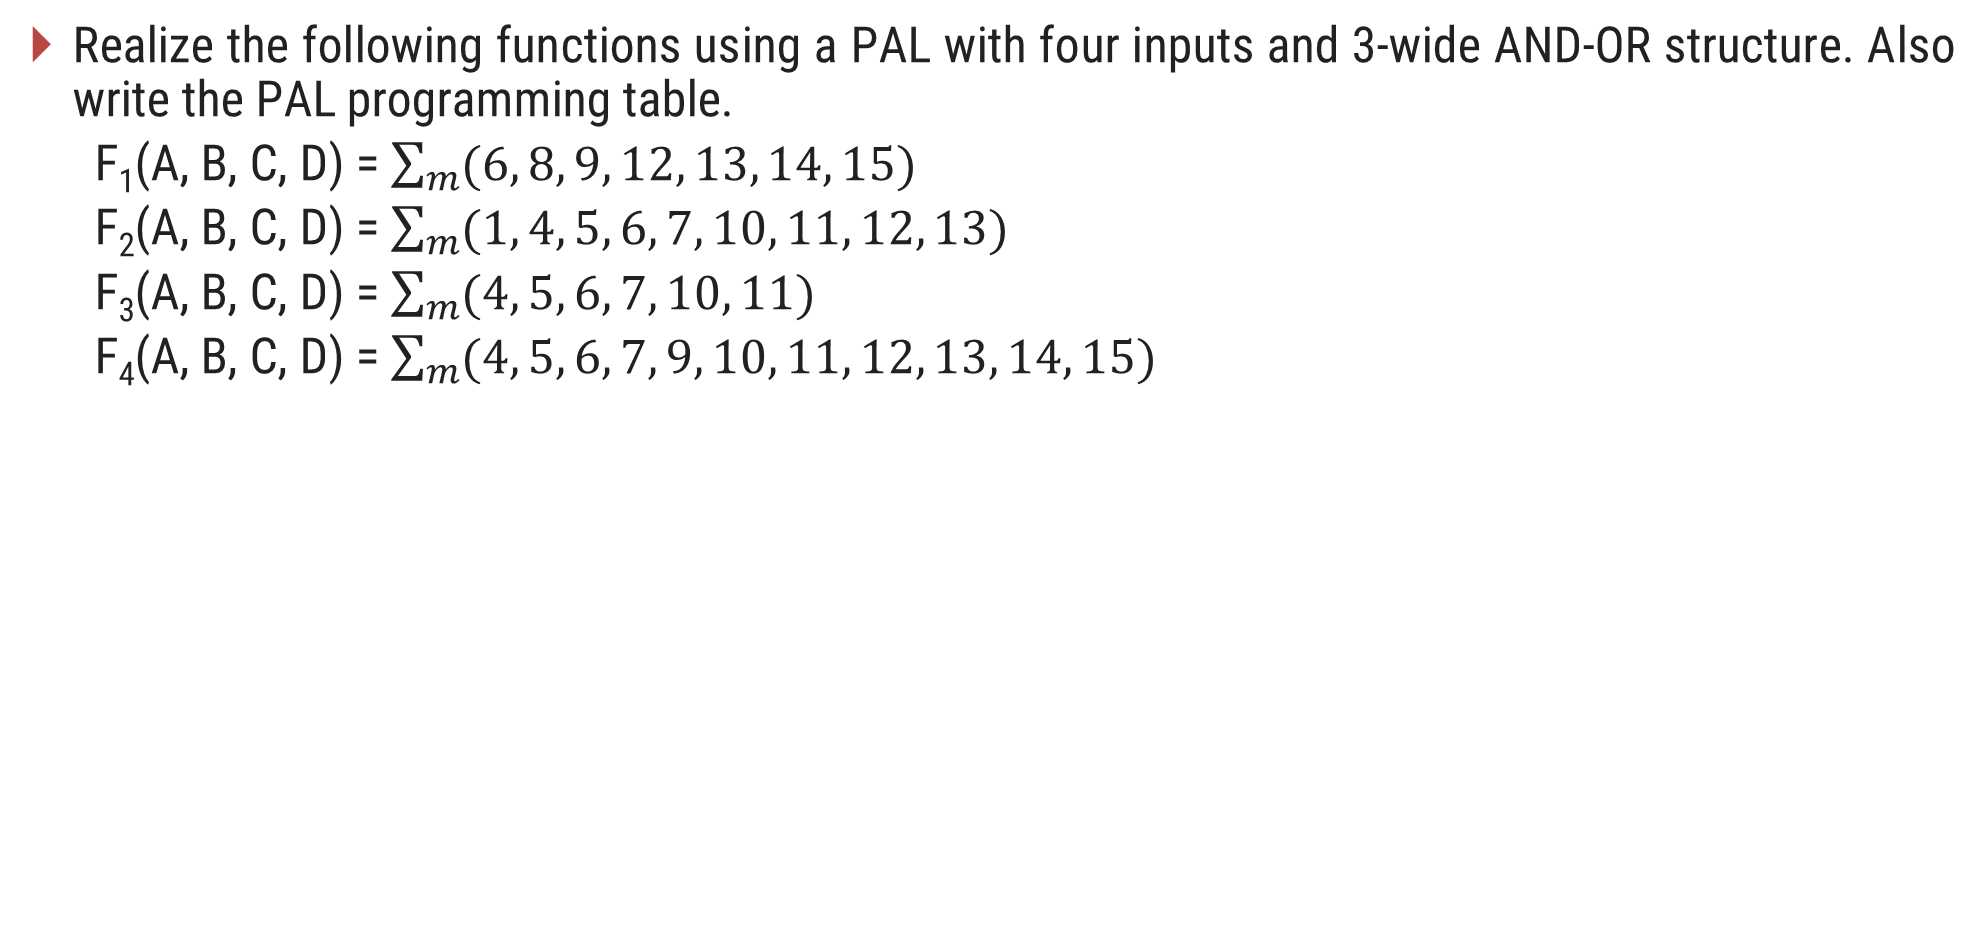 Realize the following functions using a PAL with four inputs and 3-wide AND-OR structure. Also
write the PAL programming table.
F₁(A, B, C, D) = ∑ₘ(6, 8, 9, 12, 13, 14, 15)
F₂(A, B, C, D) = ∑ₘ(1, 4, 5, 6, 7, 10, 11, 12, 13)
F₃(A, B, C, D) = ∑ₘ(4, 5, 6, 7, 10, 11)
F₄(A, B, C, D) = ∑ₘ(4, 5, 6, 7, 9, 10, 11, 12, 13, 14, 15)